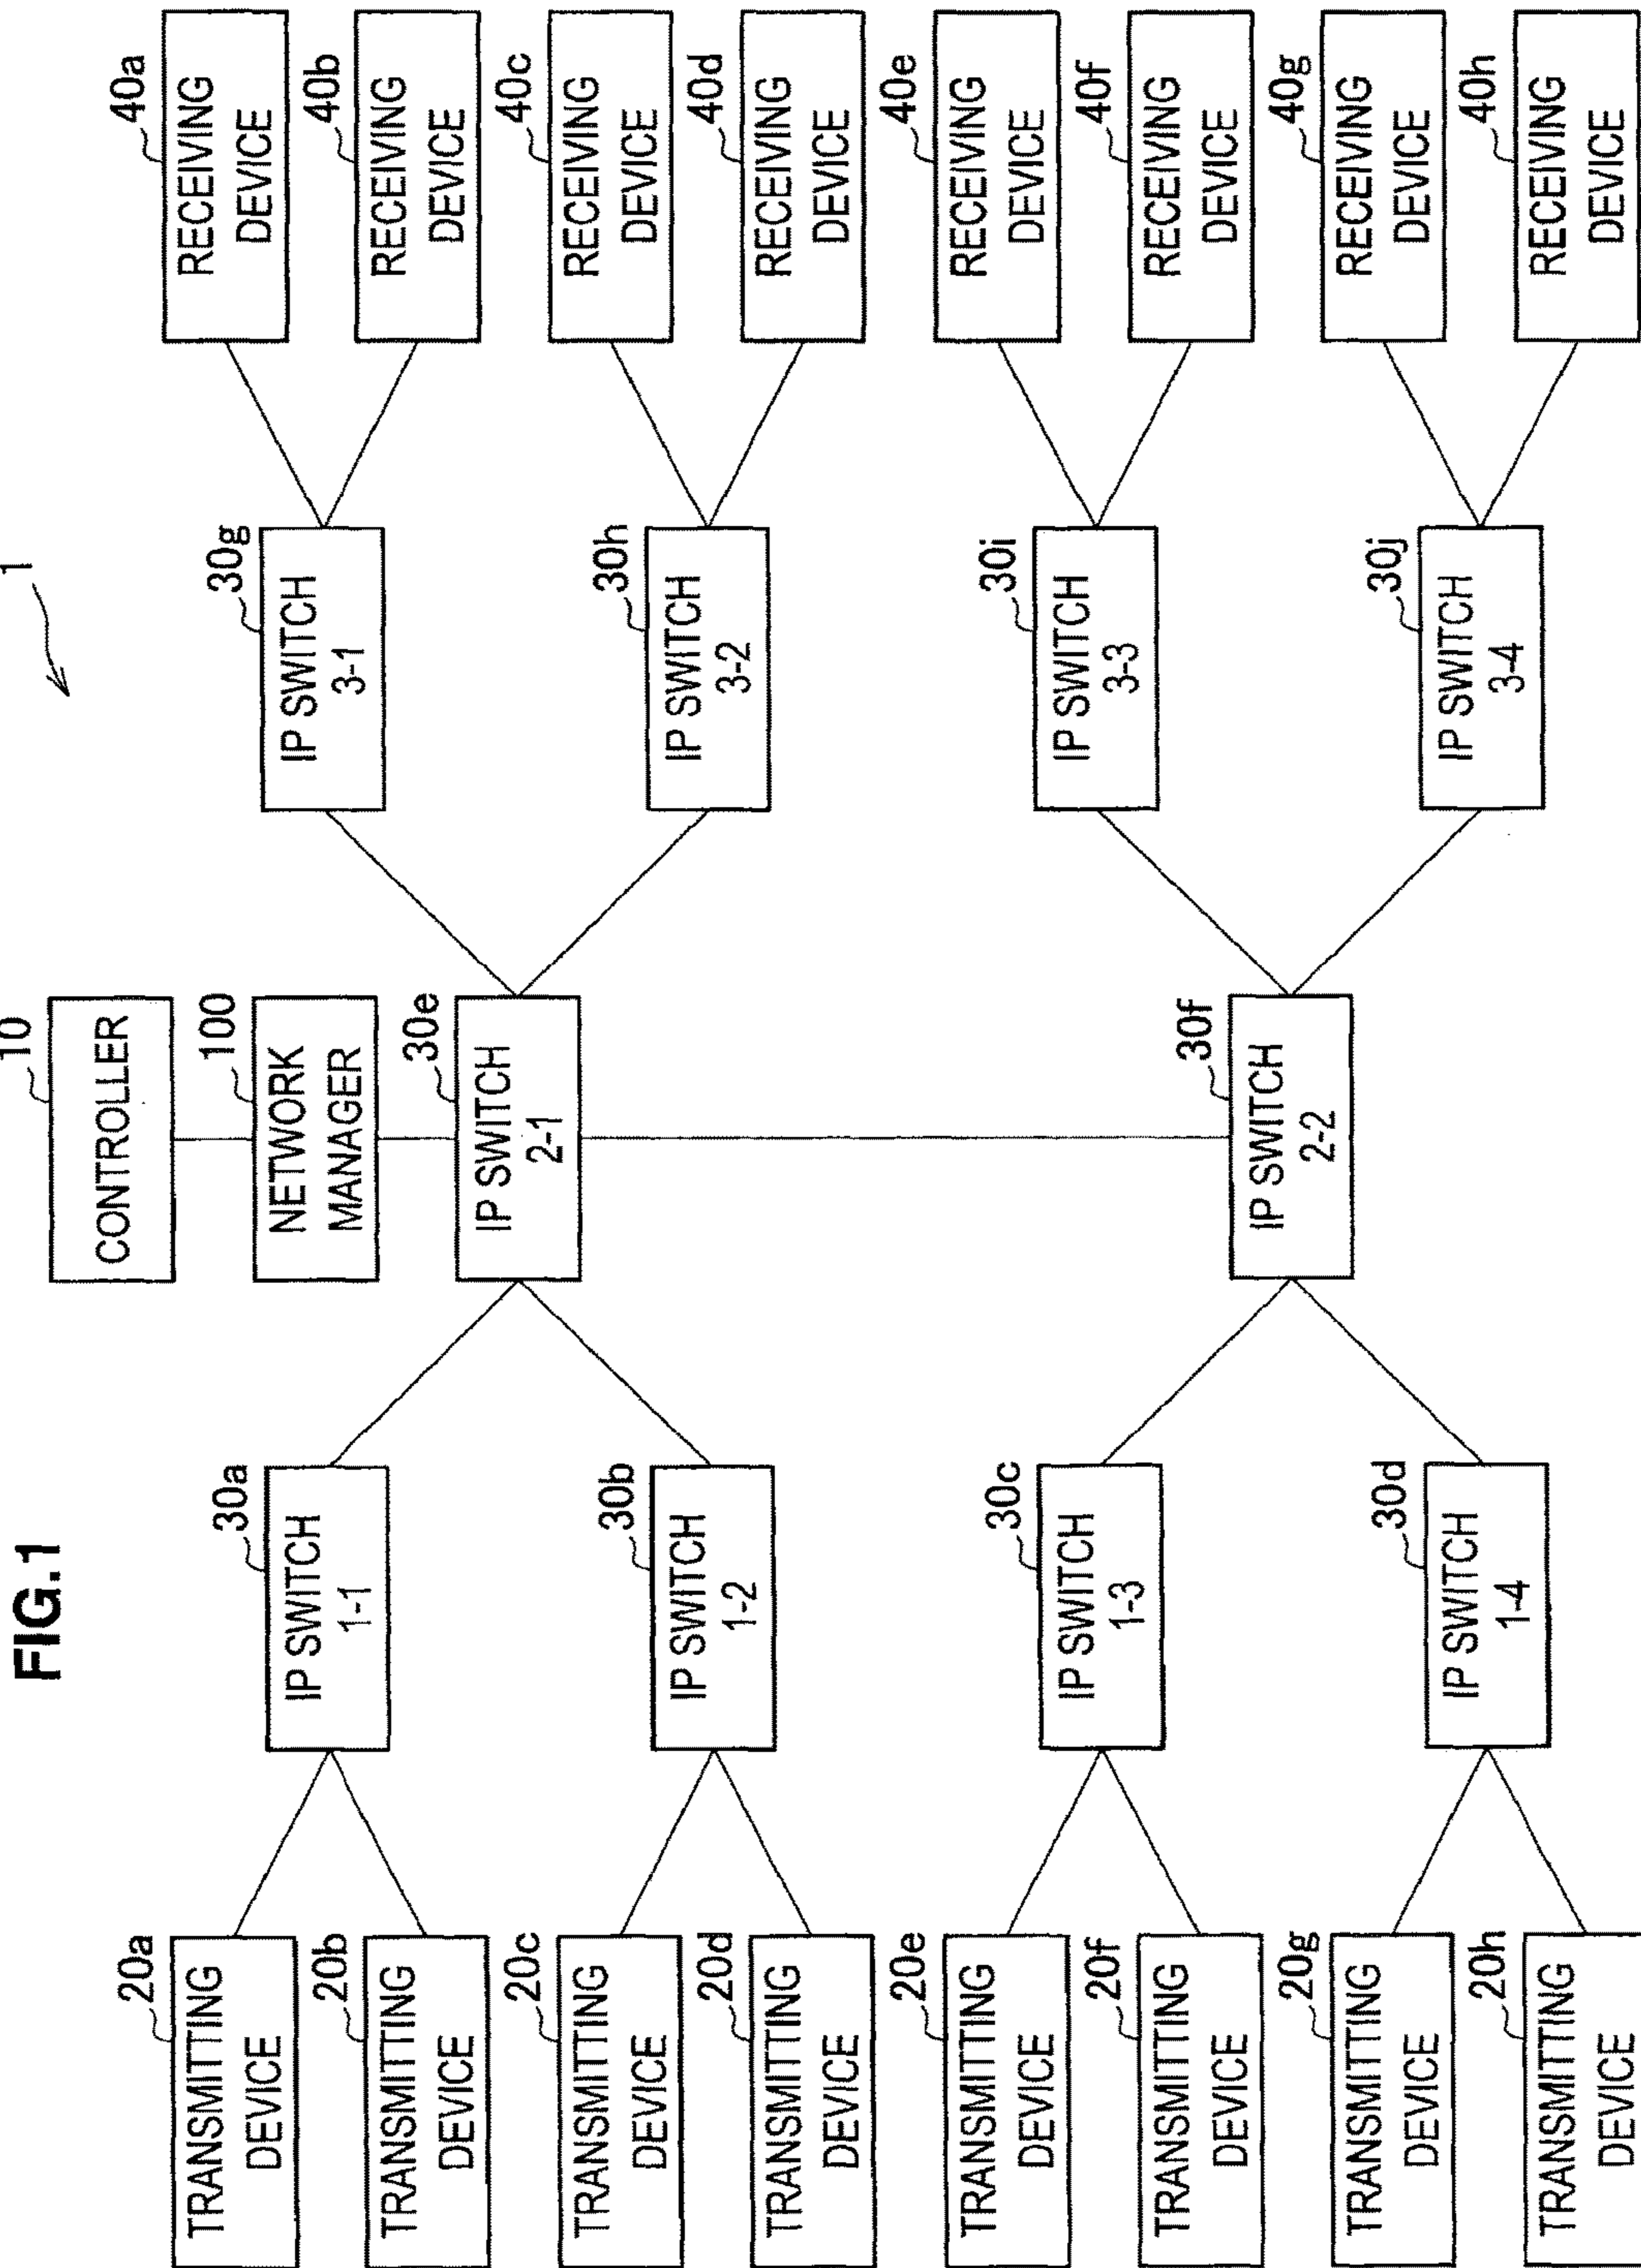 FIG.1
1
10
CONTROLLER
100
NETWORK
MANAGER
20a
TRANSMITTING
DEVICE
20b
TRANSMITTING
DEVICE
20c
TRANSMITTING
DEVICE
20d
TRANSMITTING
DEVICE
20e
TRANSMITTING
DEVICE
20f
TRANSMITTING
DEVICE
20g
TRANSMITTING
DEVICE
20h
TRANSMITTING
DEVICE
30a
IP SWITCH
1-1
30b
IP SWITCH
1-2
30c
IP SWITCH
1-3
30d
IP SWITCH
1-4
30e
IP SWITCH
2-1
30f
IP SWITCH
2-2
30g
IP SWITCH
3-1
30h
IP SWITCH
3-2
30i
IP SWITCH
3-3
30j
IP SWITCH
3-4
40a
RECEIVING
DEVICE
40b
RECEIVING
DEVICE
40c
RECEIVING
DEVICE
40d
RECEIVING
DEVICE
40e
RECEIVING
DEVICE
40f
RECEIVING
DEVICE
40g
RECEIVING
DEVICE
40h
RECEIVING
DEVICE